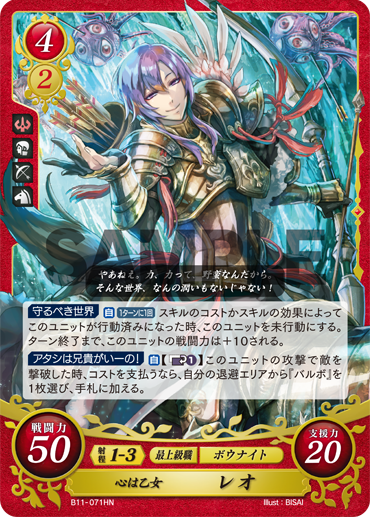 4
2
SAMPLE
やあねぇ。力、力って、野蛮なんだから。
そんな世界、なんの潤いもないじゃない!
守るべき世界 自 1ターンに1回 スキルのコストかスキルの効果によって
このユニットが行動済みになった時、このユニットを未行動にする。
ターン終了まで、このユニットの戦闘力は+10される。
アタシは兄貴がいーの! 自 【1】このユニットの攻撃で敵を
撃破した時、コストを支払うなら、自分の退避エリアから『バルボ』を
1枚選び、手札に加える。
戦闘力
50
射程 1-3 最上級職 ボウナイト
支援力
20
心は乙女 レオ
B11-071HN
Illust:BISAI